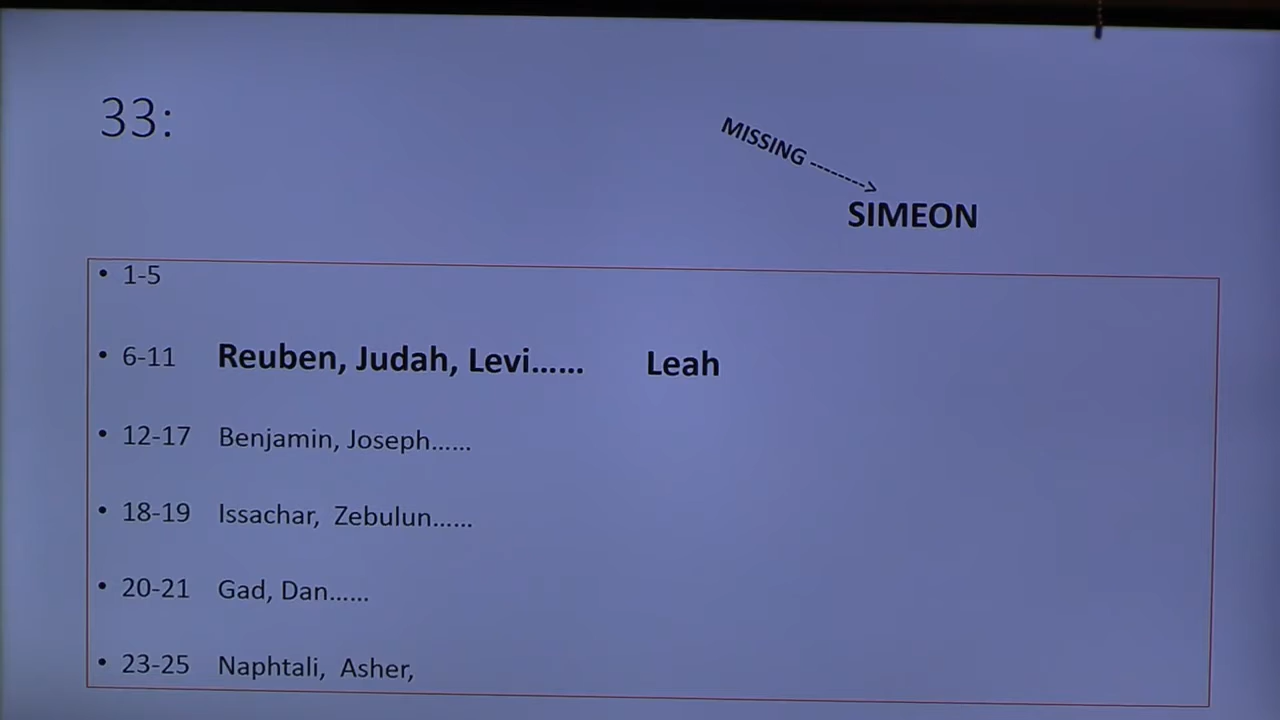 33:
MISSING -------->
SIMEON
• 1-5
• 6-11 Reuben, Judah, Levi...... Leah
• 12-17 Benjamin, Joseph......
• 18-19 Issachar, Zebulun......
• 20-21 Gad, Dan......
• 23-25 Naphtali, Asher,